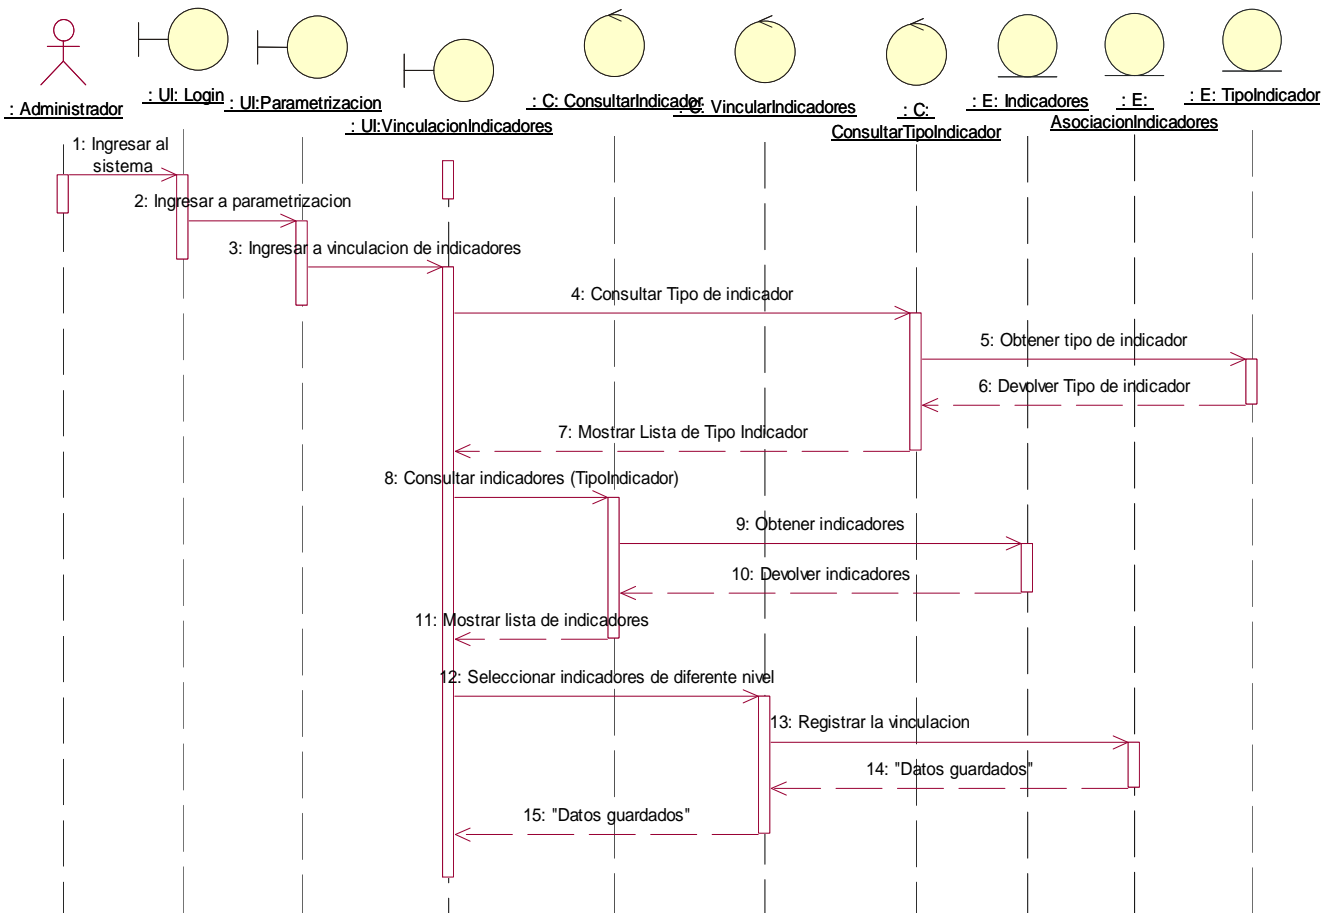 : Administrador
: UI: Login
: UI:Parametrizacion
: UI:VinculacionIndicadores
: C: ConsultarIndicador
: C: VincularIndicadores
: C:
ConsultarTipoIndicador
: E: Indicadores
: E:
AsociacionIndicadores
: E: TipoIndicador
1: Ingresar al
sistema
2: Ingresar a parametrizacion
3: Ingresar a vinculacion de indicadores
4: Consultar Tipo de indicador
5: Obtener tipo de indicador
6: Devolver Tipo de indicador
7: Mostrar Lista de Tipo Indicador
8: Consultar indicadores (TipoIndicador)
9: Obtener indicadores
10: Devolver indicadores
11: Mostrar lista de indicadores
12: Seleccionar indicadores de diferente nivel
13: Registrar la vinculacion
14: "Datos guardados"
15: "Datos guardados"